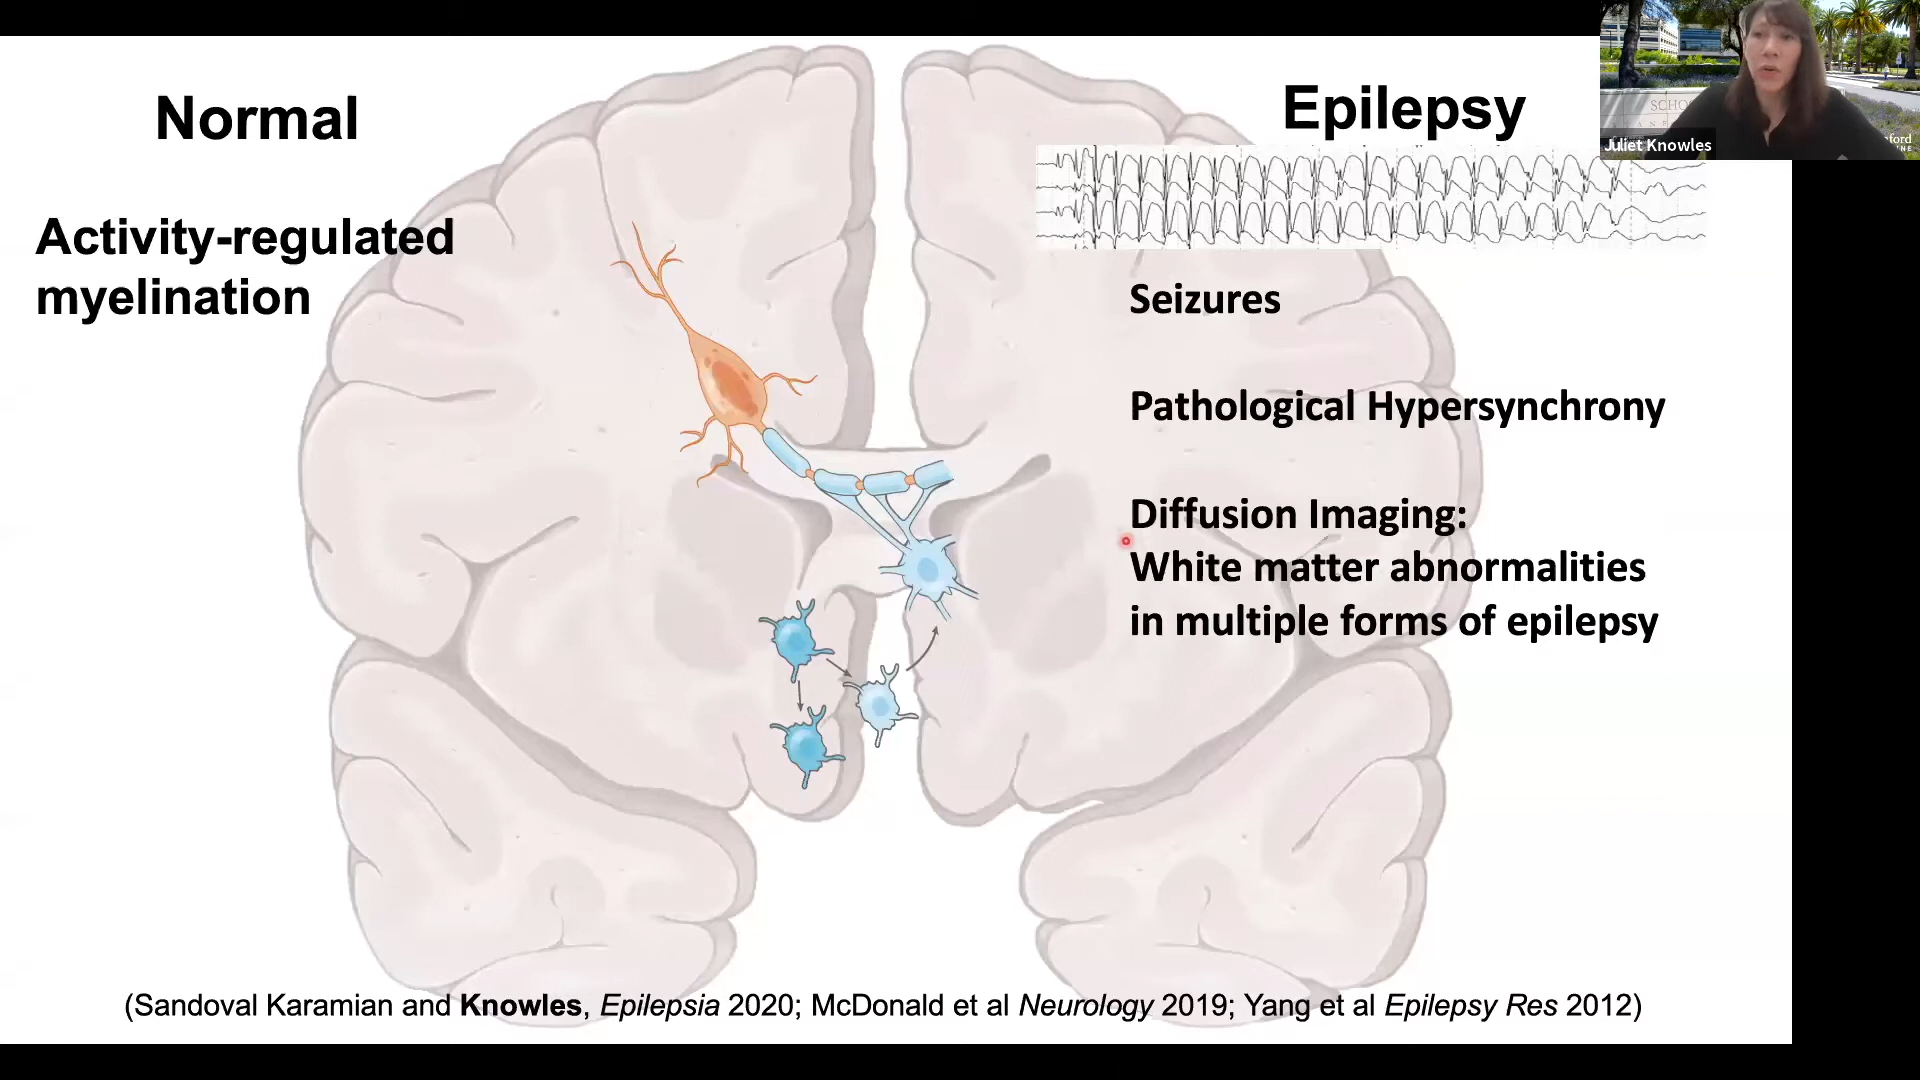 Normal
Activity-regulated
myelination
Epilepsy
Seizures
Pathological Hypersynchrony
Diffusion Imaging:
White matter abnormalities
in multiple forms of epilepsy
(Sandoval Karamian and Knowles, Epilepsia 2020; McDonald et al Neurology 2019; Yang et al Epilepsy Res 2012)
Juliet Knowles